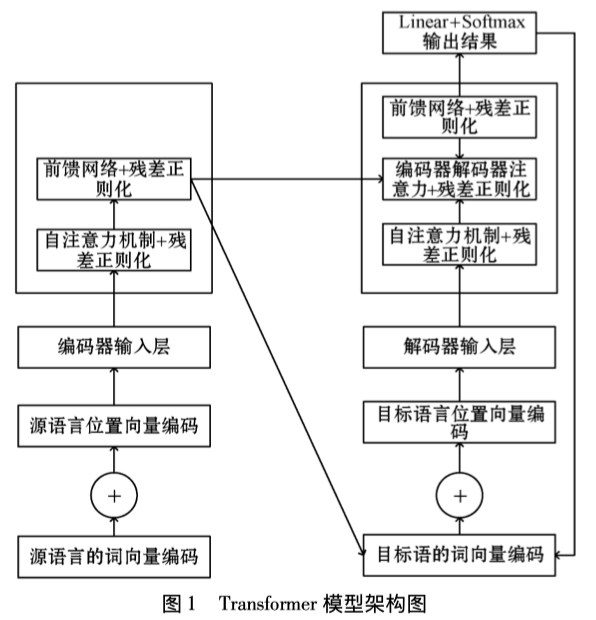 Linear+Softmax
输出结果
前馈网络+残差正
则化
前馈网络+残差正
则化
编码器解码器注
意力+残差正则化
自注意力机制+残
差正则化
自注意力机制+残
差正则化
编码器输入层
解码器输入层
源语言位置向量编码
目标语言位置向量编
码
+
+
源语言的词向量编码
目标语的词向量编码
图1 Transformer 模型架构图